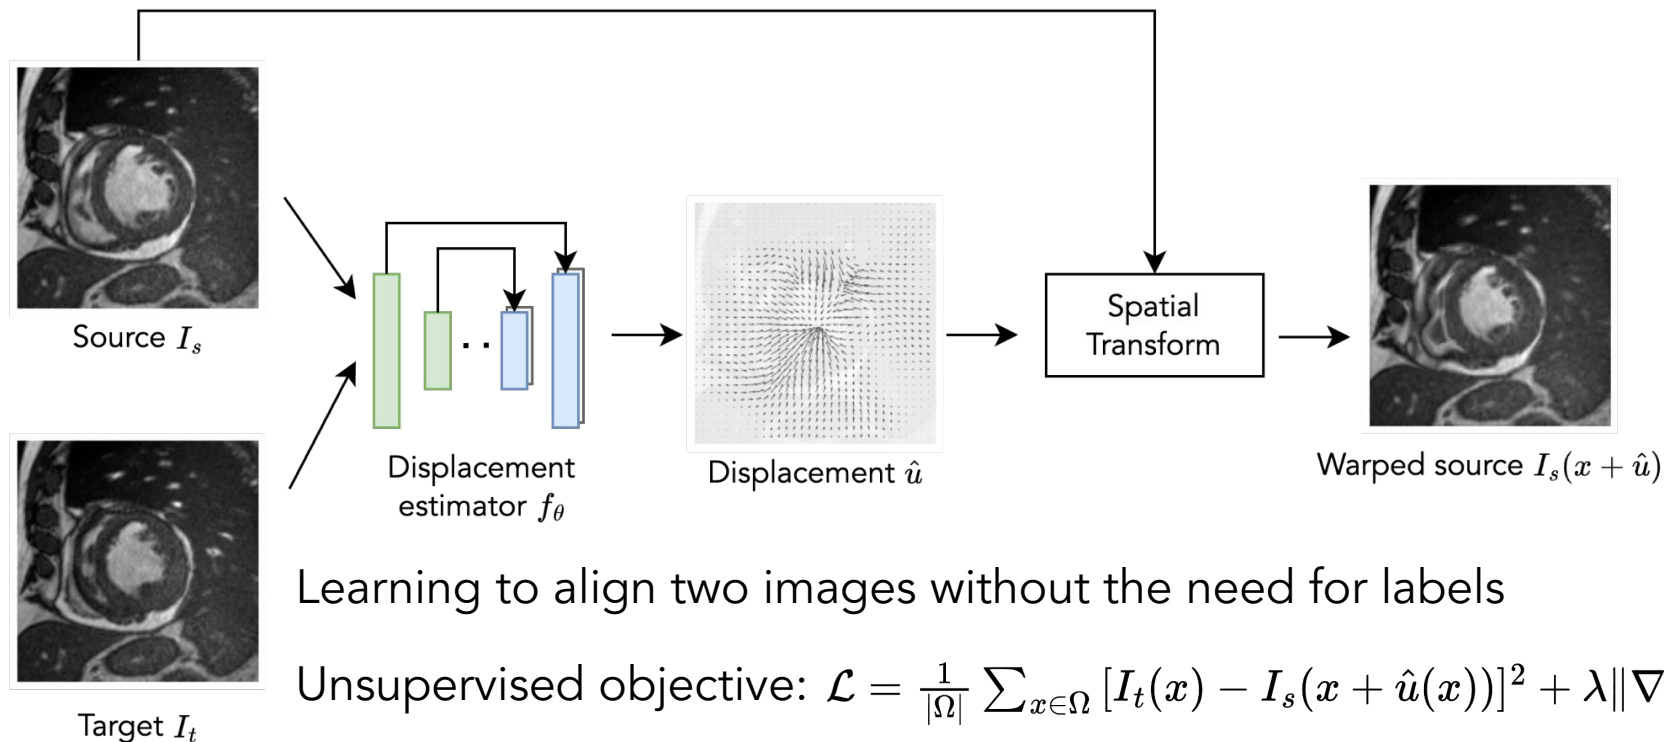 Source $I_s$
Displacement
estimator $f_\theta$
Displacement $\hat{u}$
Spatial
Transform
Warped source $I_s(x + \hat{u})$
Target $I_t$
Learning to align two images without the need for labels
Unsupervised objective: $\mathcal{L} = \frac{1}{|\Omega|} \sum_{x \in \Omega} [I_t(x) - I_s(x + \hat{u}(x))]^2 + \lambda \| \nabla$